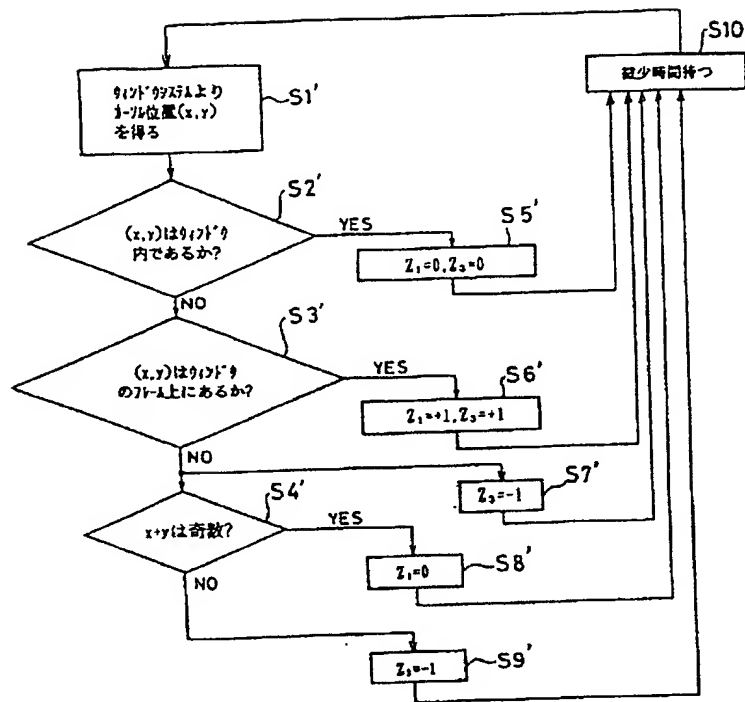 S10
微少時間待つ
ウィンドウシステムより
カーソル位置(x,y)
を得る
S1′
S2′
(x,y)はウィンドウ
内であるか?
YES
S5′
Z₁=0,Z₃=0
NO
S3′
(x,y)はウィンドウ
のフレーム上にあるか?
YES
S6′
Z₁=+1,Z₃=+1
NO
S7′
Z₃=-1
S4′
x+yは奇数?
YES
S8′
Z₁=0
NO
S9′